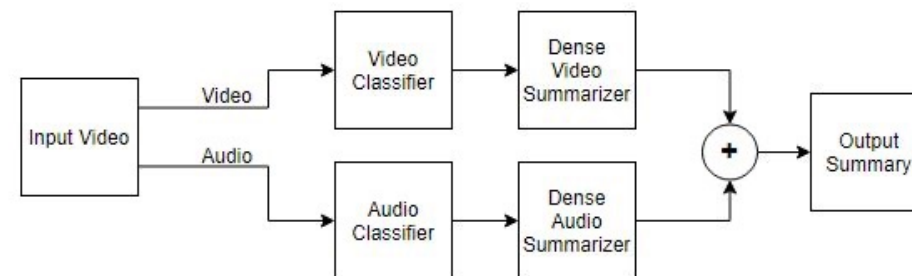 Input Video
Video
Audio
Video
Classifier
Dense
Video
Summarizer
Audio
Classifier
Dense
Audio
Summarizer
+
Output
Summary